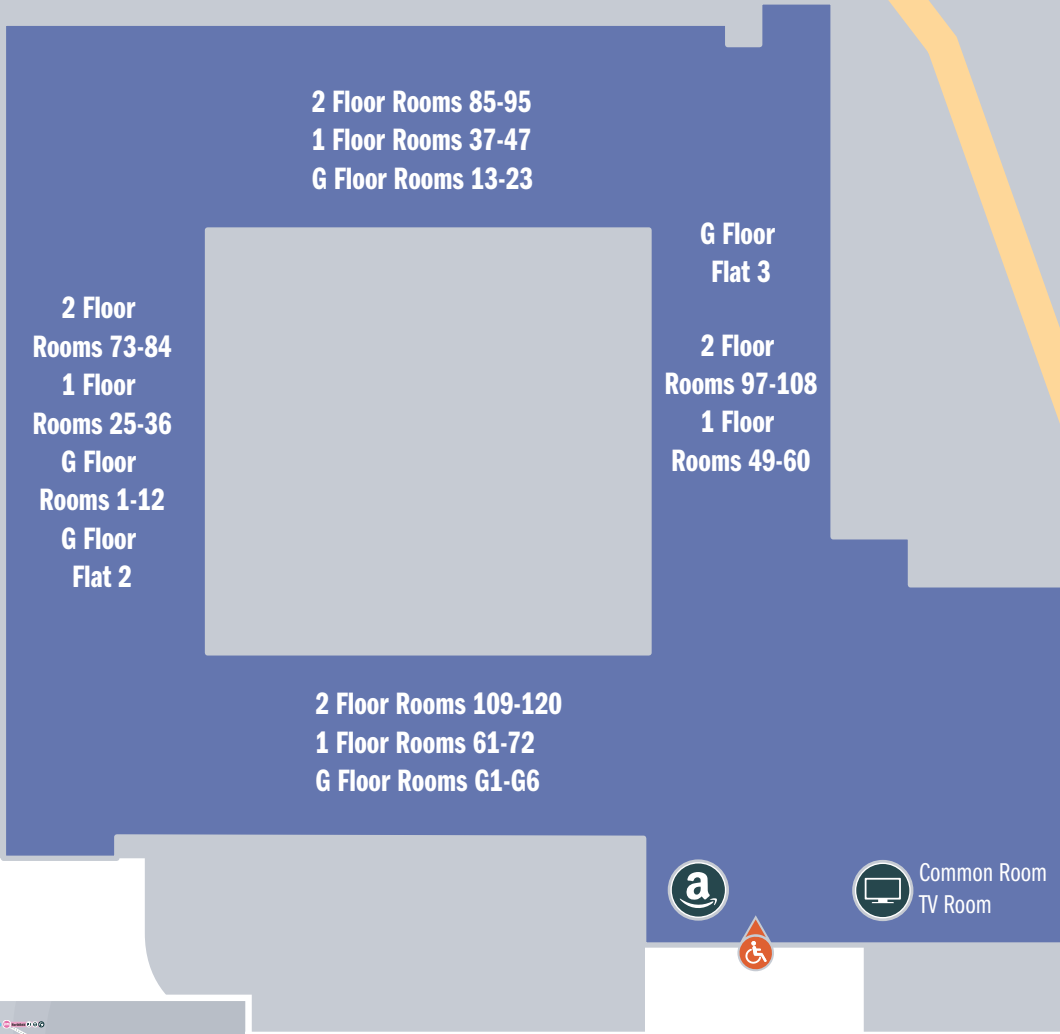 2 Floor Rooms 85-95
1 Floor Rooms 37-47
G Floor Rooms 13-23
G Floor
Flat 3
2 Floor
Rooms 97-108
1 Floor
Rooms 49-60
2 Floor
Rooms 73-84
1 Floor
Rooms 25-36
G Floor
Rooms 1-12
G Floor
Flat 2
2 Floor Rooms 109-120
1 Floor Rooms 61-72
G Floor Rooms G1-G6
a
Common Room
TV Room